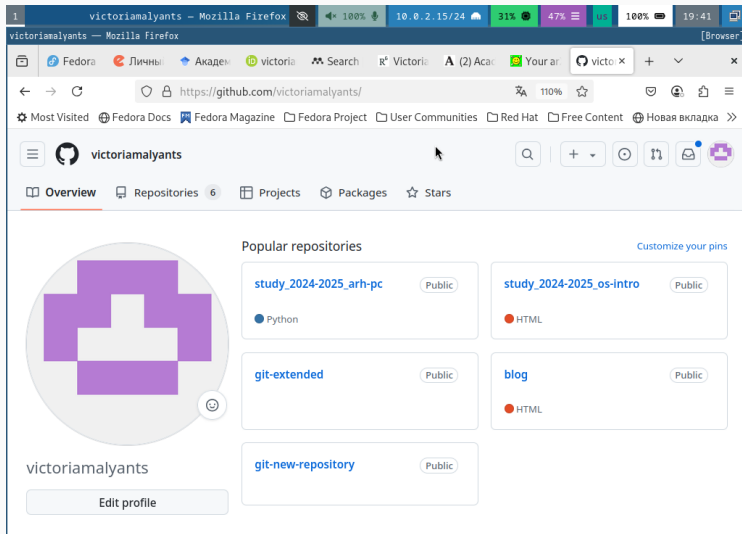 1 victoriamalyants — Mozilla Firefox 100% 10.0.2.15/24 31% 47% us 100% 19:41
victoriamalyants — Mozilla Firefox [Browser]
Fedora Личны Академ victoria Search Victoria (2) Acad Your ar victor
https://github.com/victoriamalyants/ 110%
Most Visited Fedora Docs Fedora Magazine Fedora Project User Communities Red Hat Free Content Новая вкладка
victoriamalyants
Overview Repositories 6 Projects Packages Stars
Popular repositories Customize your pins
study_2024-2025_arh-pc Public
Python
study_2024-2025_os-intro Public
HTML
git-extended Public
blog Public
HTML
git-new-repository Public
victoriamalyants
Edit profile